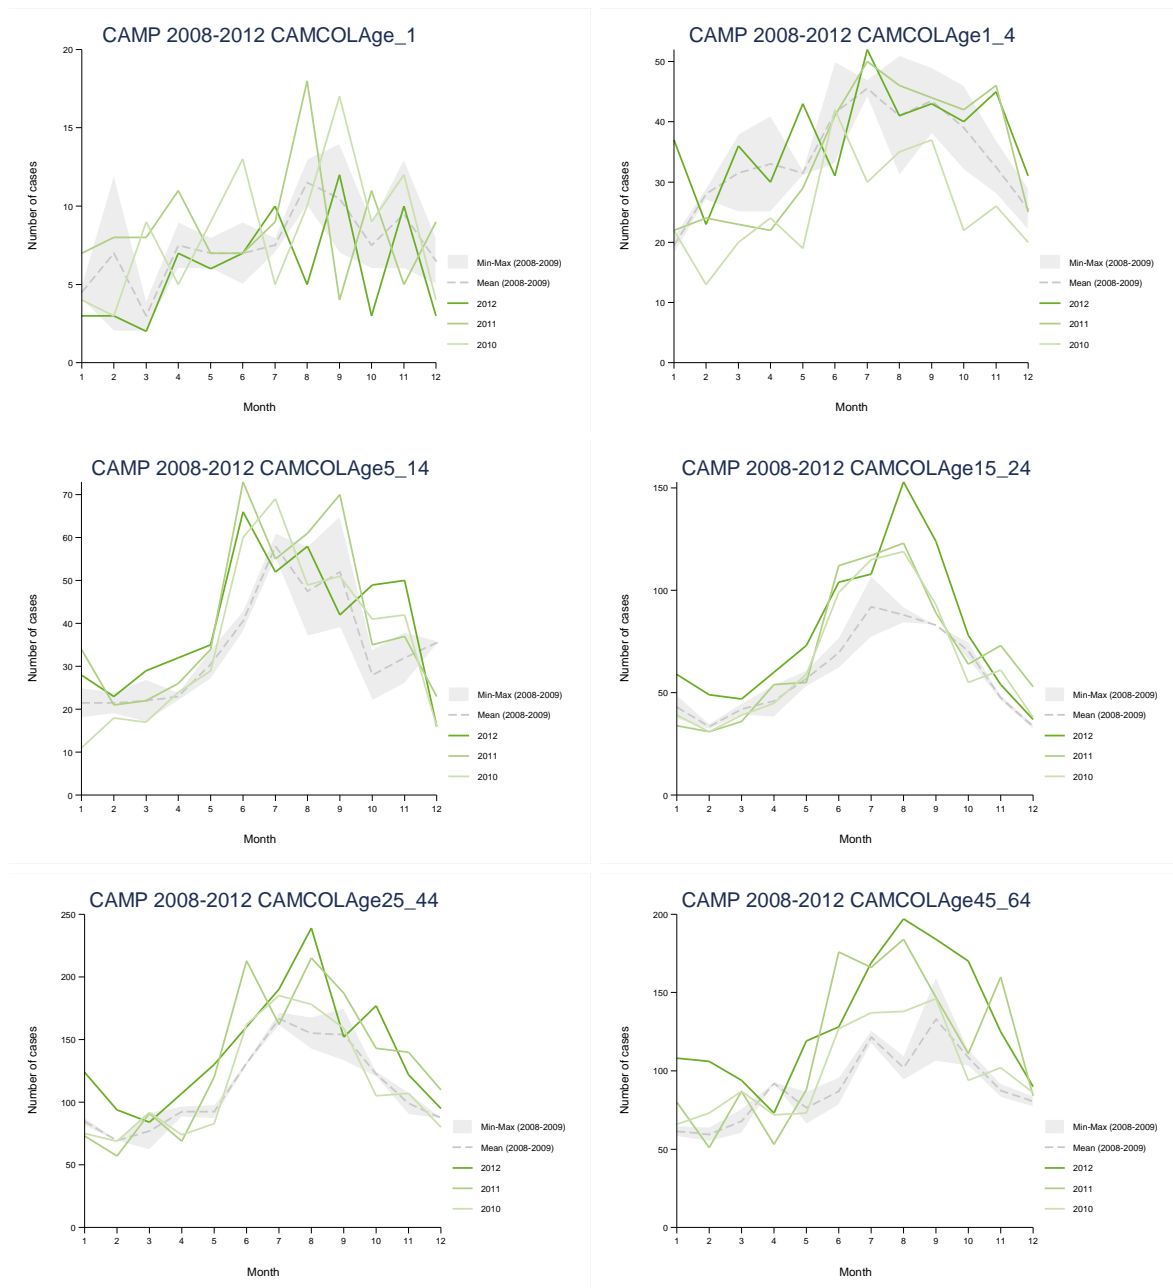 CAMP 2008-2012 CAMCOLAge_1
20
15
10
5
0
Number of cases
1 2 3 4 5 6 7 8 9 10 11 12
Month
Min-Max (2008-2009)
Mean (2008-2009)
2012
2011
2010
CAMP 2008-2012 CAMCOLAge1_4
50
40
30
20
10
0
Number of cases
1 2 3 4 5 6 7 8 9 10 11 12
Month
Min-Max (2008-2009)
Mean (2008-2009)
2012
2011
2010
CAMP 2008-2012 CAMCOLAge5_14
70
60
50
40
30
20
10
0
Number of cases
1 2 3 4 5 6 7 8 9 10 11 12
Month
Min-Max (2008-2009)
Mean (2008-2009)
2012
2011
2010
CAMP 2008-2012 CAMCOLAge15_24
150
100
50
0
Number of cases
1 2 3 4 5 6 7 8 9 10 11 12
Month
Min-Max (2008-2009)
Mean (2008-2009)
2012
2011
2010
CAMP 2008-2012 CAMCOLAge25_44
250
200
150
100
50
0
Number of cases
1 2 3 4 5 6 7 8 9 10 11 12
Month
Min-Max (2008-2009)
Mean (2008-2009)
2012
2011
2010
CAMP 2008-2012 CAMCOLAge45_64
200
150
100
50
0
Number of cases
1 2 3 4 5 6 7 8 9 10 11 12
Month
Min-Max (2008-2009)
Mean (2008-2009)
2012
2011
2010